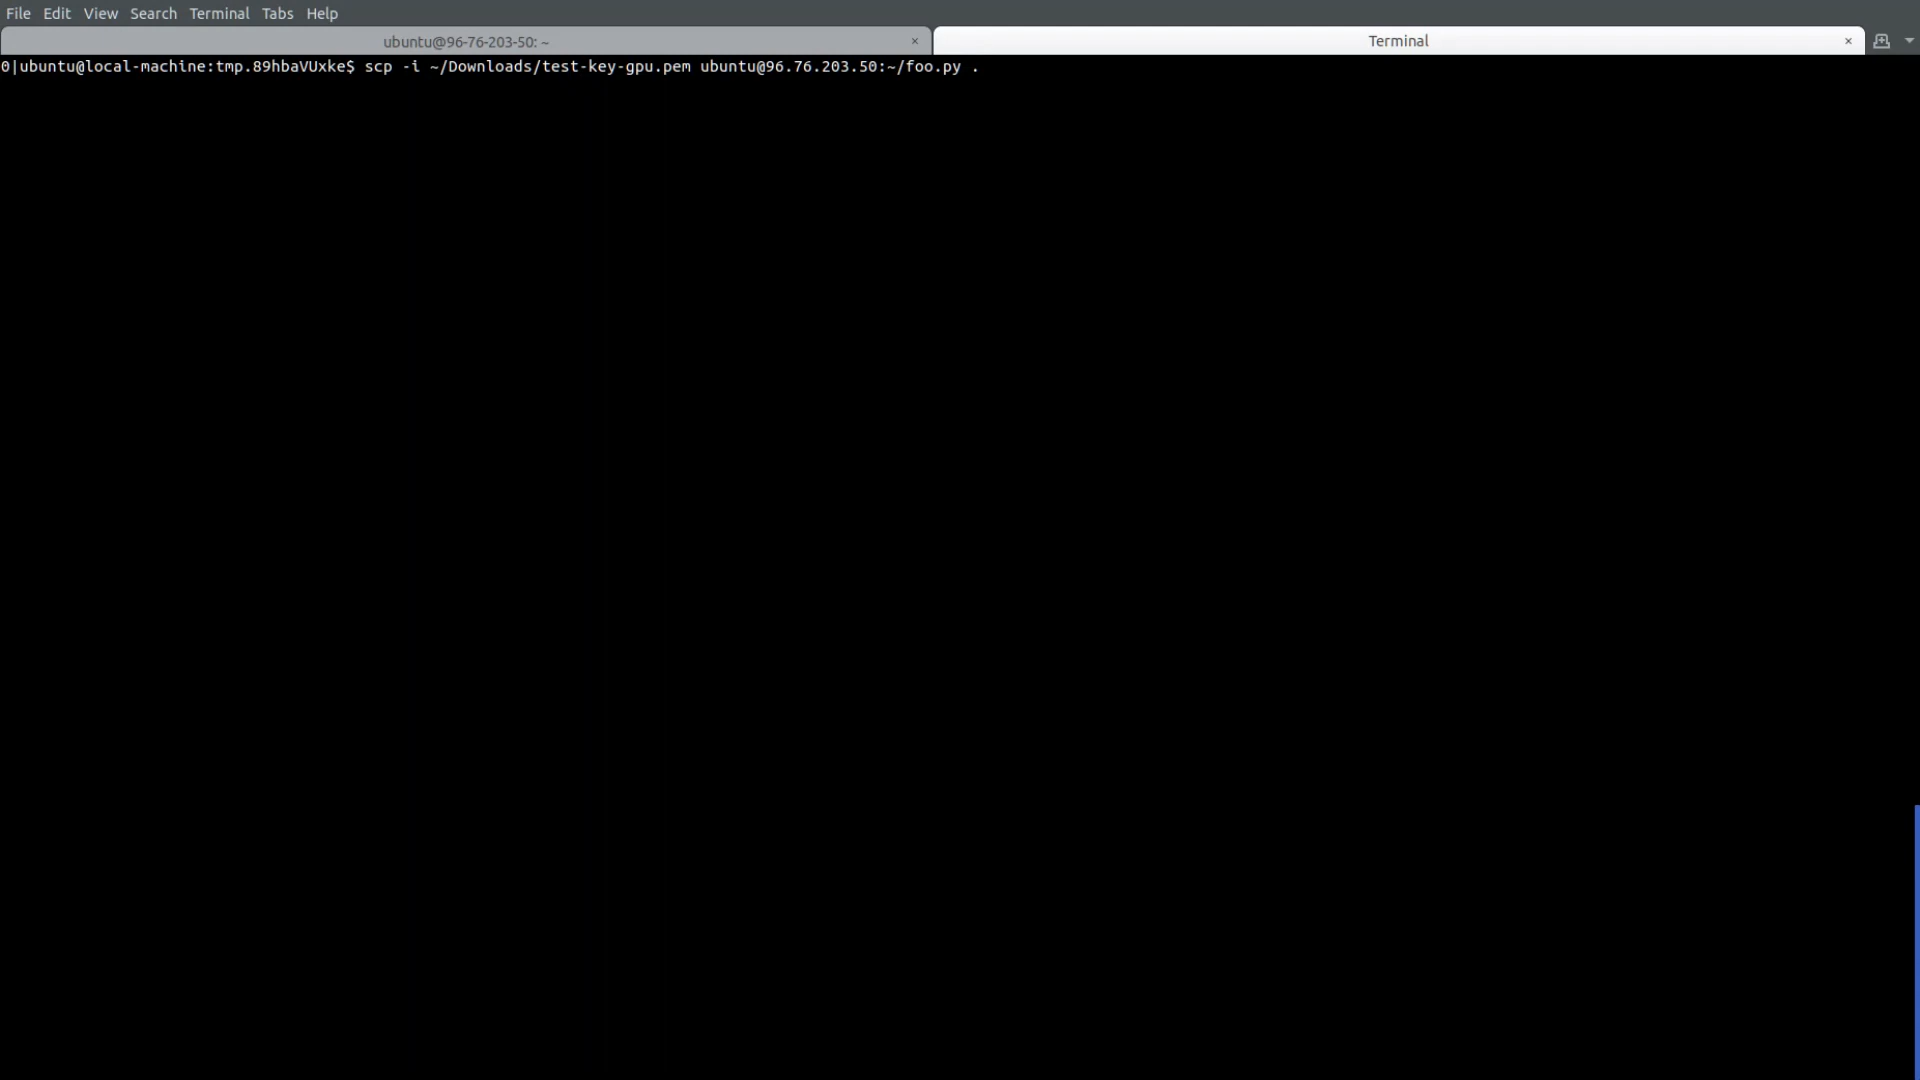 File Edit View Search Terminal Tabs Help
ubuntu@96-76-203-50: ~ × Terminal ×
0|ubuntu@local-machine:tmp.89hbaVUxke$ scp -i ~/Downloads/test-key-gpu.pem ubuntu@96.76.203.50:~/foo.py .